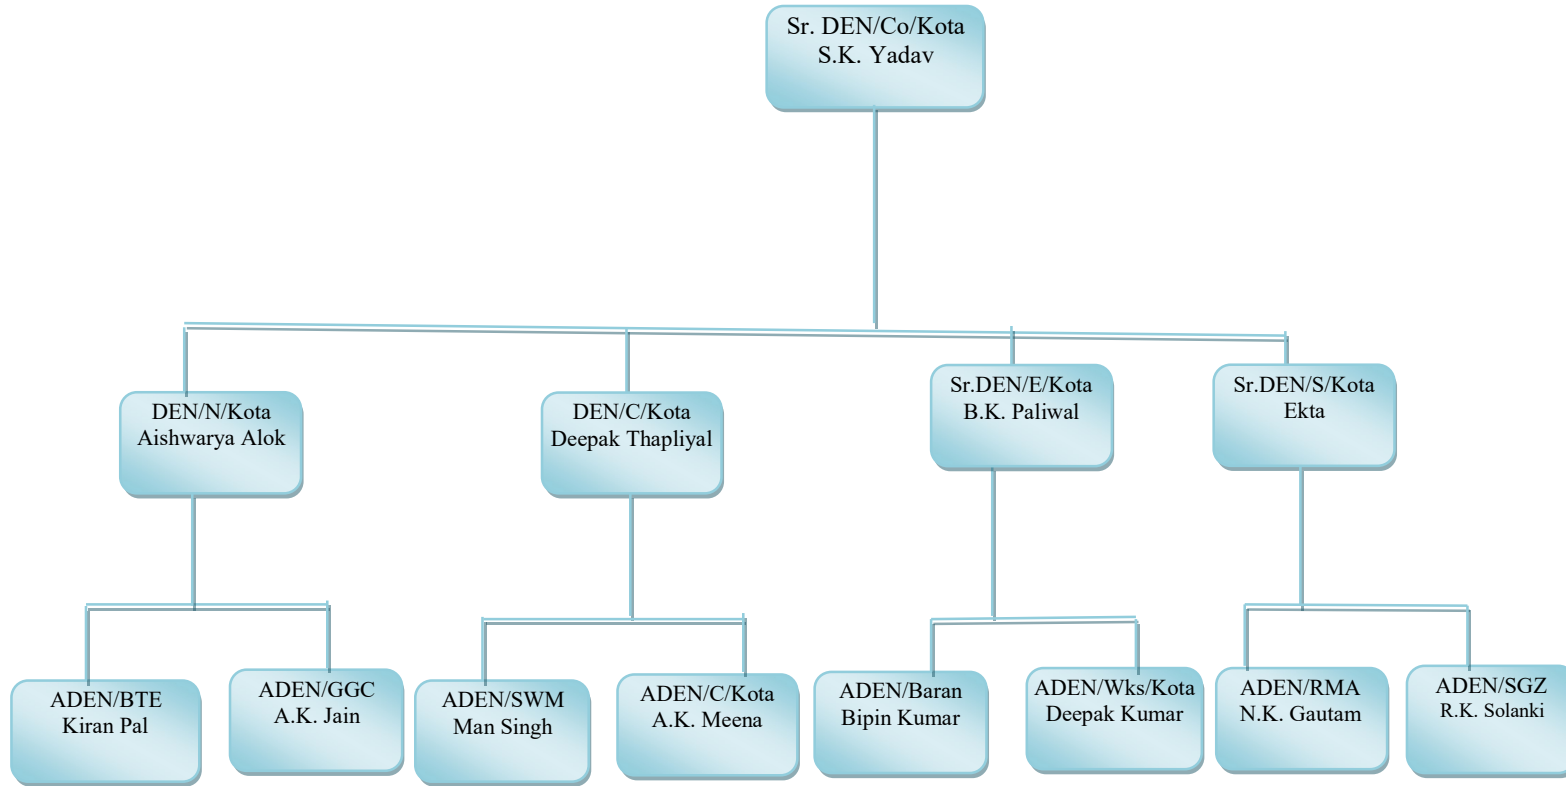 Sr. DEN/Co/Kota
S.K. Yadav
DEN/N/Kota
Aishwarya Alok
DEN/C/Kota
Deepak Thapliyal
Sr.DEN/E/Kota
B.K. Paliwal
Sr.DEN/S/Kota
Ekta
ADEN/BTE
Kiran Pal
ADEN/GGC
A.K. Jain
ADEN/SWM
Man Singh
ADEN/C/Kota
A.K. Meena
ADEN/Baran
Bipin Kumar
ADEN/Wks/Kota
Deepak Kumar
ADEN/RMA
N.K. Gautam
ADEN/SGZ
R.K. Solanki